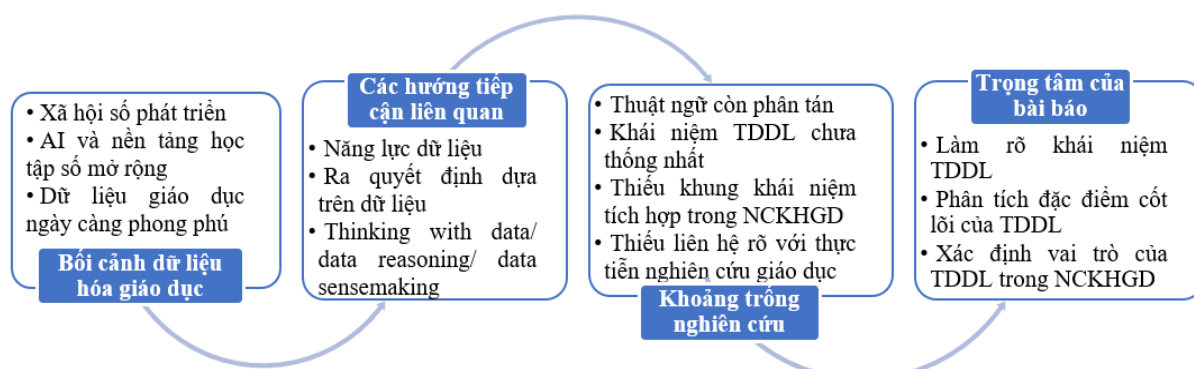 • Xã hội số phát triển
• AI và nền tảng học
tập số mở rộng
• Dữ liệu giáo dục
ngày càng phong phú
Bối cảnh dữ liệu
hóa giáo dục
Các hướng tiếp
cận liên quan
• Năng lực dữ liệu
• Ra quyết định dựa
trên dữ liệu
• Thinking with data/
data reasoning/ data
sensemaking
• Thuật ngữ còn phân tán
• Khái niệm TDDL chưa
thống nhất
• Thiếu khung khái niệm
tích hợp trong NCKHGD
• Thiếu liên hệ rõ với thực
tiễn nghiên cứu giáo dục
Khoảng trống
nghiên cứu
Trọng tâm của
bài báo
• Làm rõ khái niệm
TDDL
• Phân tích đặc điểm cốt
lõi của TDDL
• Xác định vai trò của
TDDL trong NCKHGD